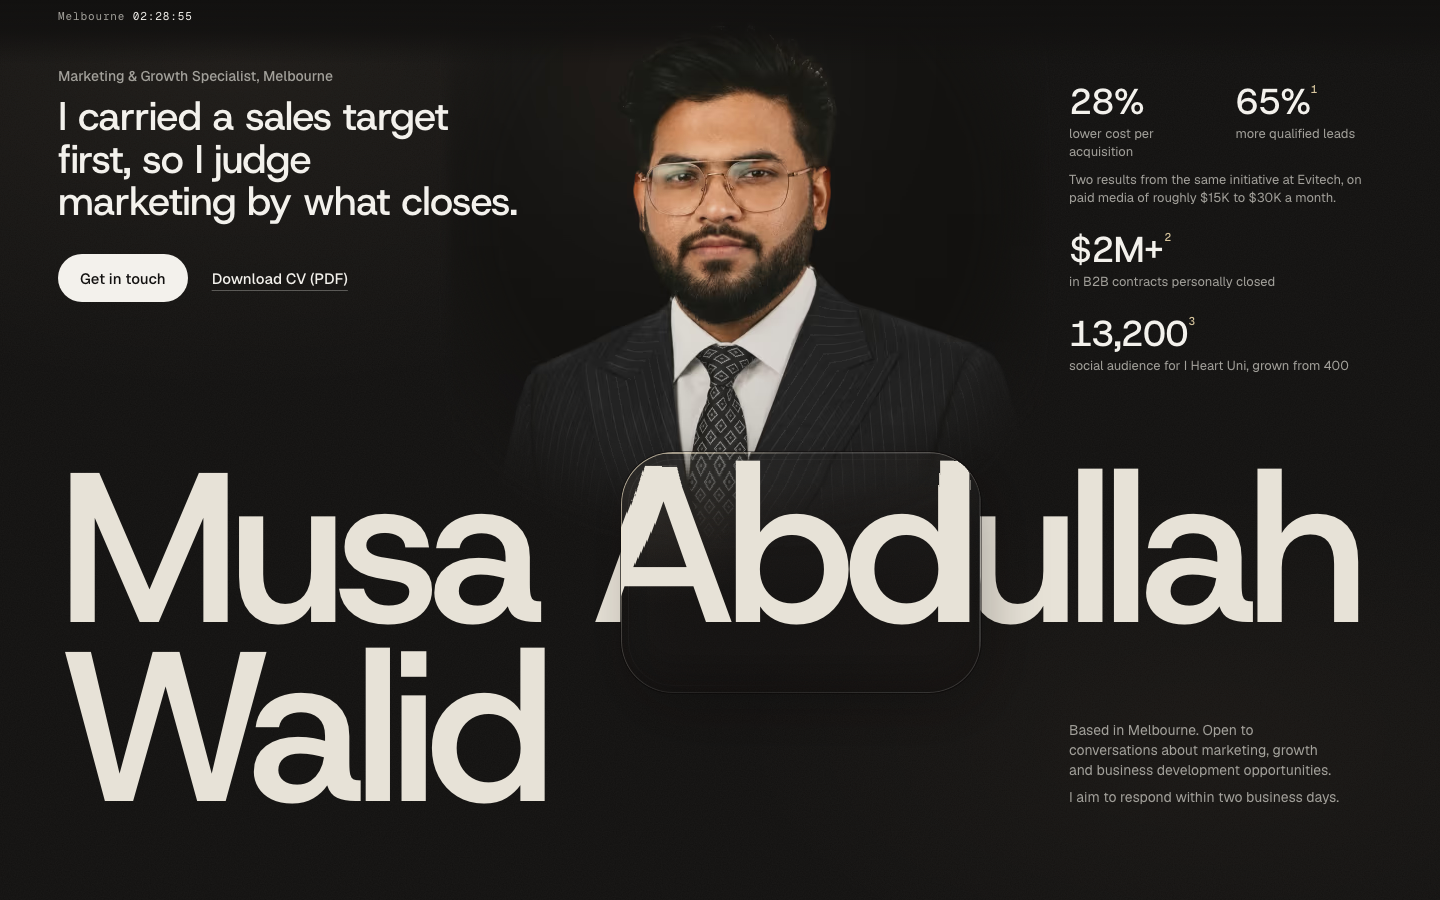 Melbourne 02:28:55
Marketing & Growth Specialist, Melbourne
I carried a sales target
first, so I judge
marketing by what closes.
Get in touch
Download CV (PDF)
28%
lower cost per
acquisition
65%1
more qualified leads
Two results from the same initiative at Evitech, on
paid media of roughly $15K to $30K a month.
$2M+2
in B2B contracts personally closed
13,2003
social audience for I Heart Uni, grown from 400
Musa Abdullah
Walid
Based in Melbourne. Open to
conversations about marketing, growth
and business development opportunities.
I aim to respond within two business days.